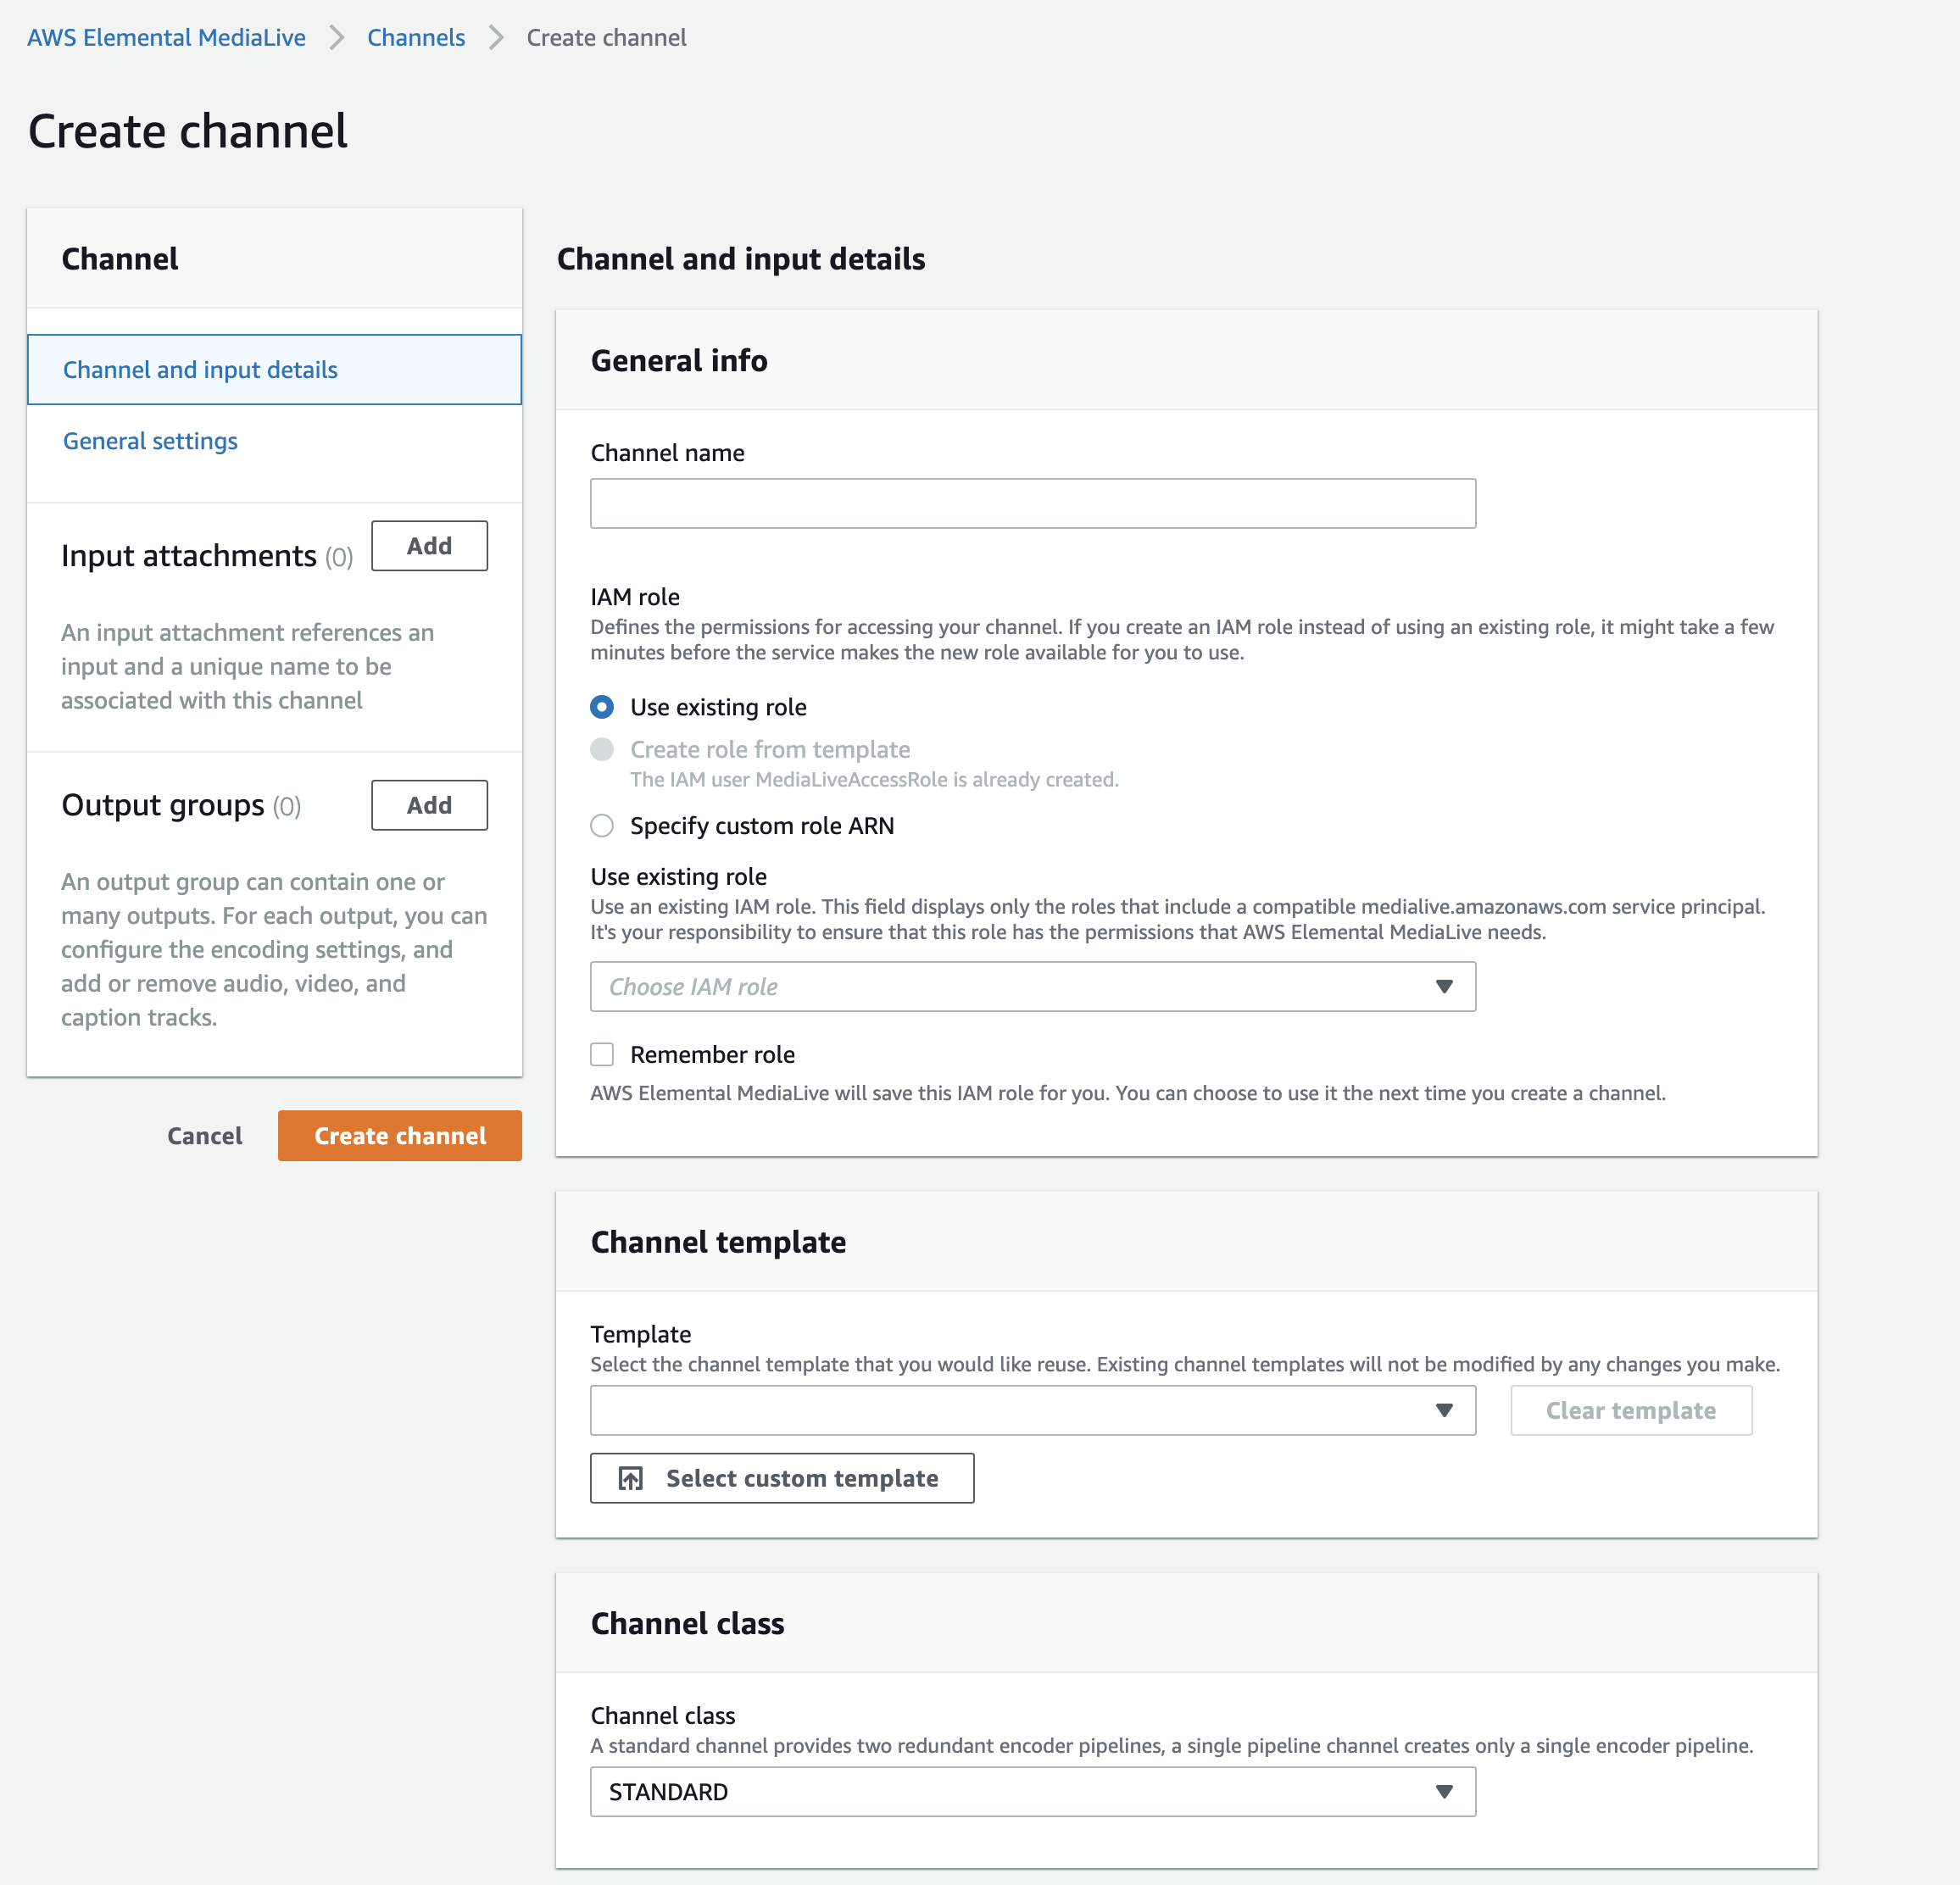 AWS Elemental MediaLive
Channels
Create channel
Create channel
Channel
Channel and input details
General settings
Input attachments (0)
Add
An input attachment references an
input and a unique name to be
associated with this channel
Output groups (0)
Add
An output group can contain one or
many outputs. For each output, you can
configure the encoding settings, and
add or remove audio, video, and
caption tracks.
Cancel
Create channel
Channel and input details
General info
Channel name
IAM role
Defines the permissions for accessing your channel. If you create an IAM role instead of using an existing role, it might take a few
minutes before the service makes the new role available for you to use.
Use existing role
Create role from template
The IAM user MediaLiveAccessRole is already created.
Specify custom role ARN
Use existing role
Use an existing IAM role. This field displays only the roles that include a compatible medialive.amazonaws.com service principal.
It's your responsibility to ensure that this role has the permissions that AWS Elemental MediaLive needs.
Choose IAM role
Remember role
AWS Elemental MediaLive will save this IAM role for you. You can choose to use it the next time you create a channel.
Channel template
Template
Select the channel template that you would like reuse. Existing channel templates will not be modified by any changes you make.
Clear template
Select custom template
Channel class
Channel class
A standard channel provides two redundant encoder pipelines, a single pipeline channel creates only a single encoder pipeline.
STANDARD